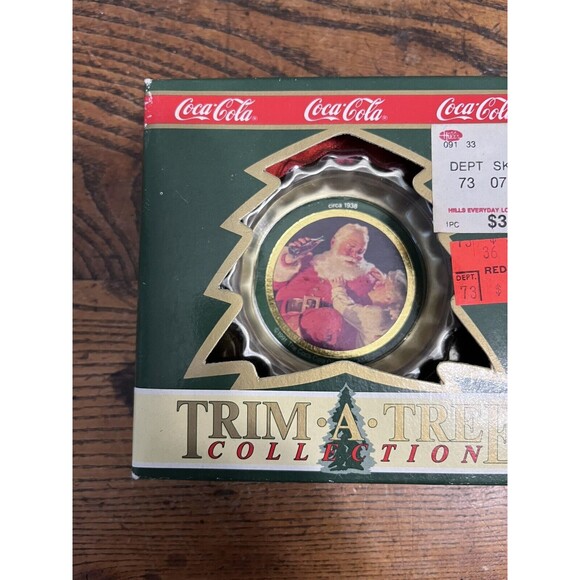 Coca-Cola Coca-Cola Coca-Cola
Hills
091 33
DEPT SK
73 07
HILLS EVERYDAY LO
1PC $3
36
RED
DEPT.
73 $
circa 1938
TRIM·A·TREE
COLLECTION